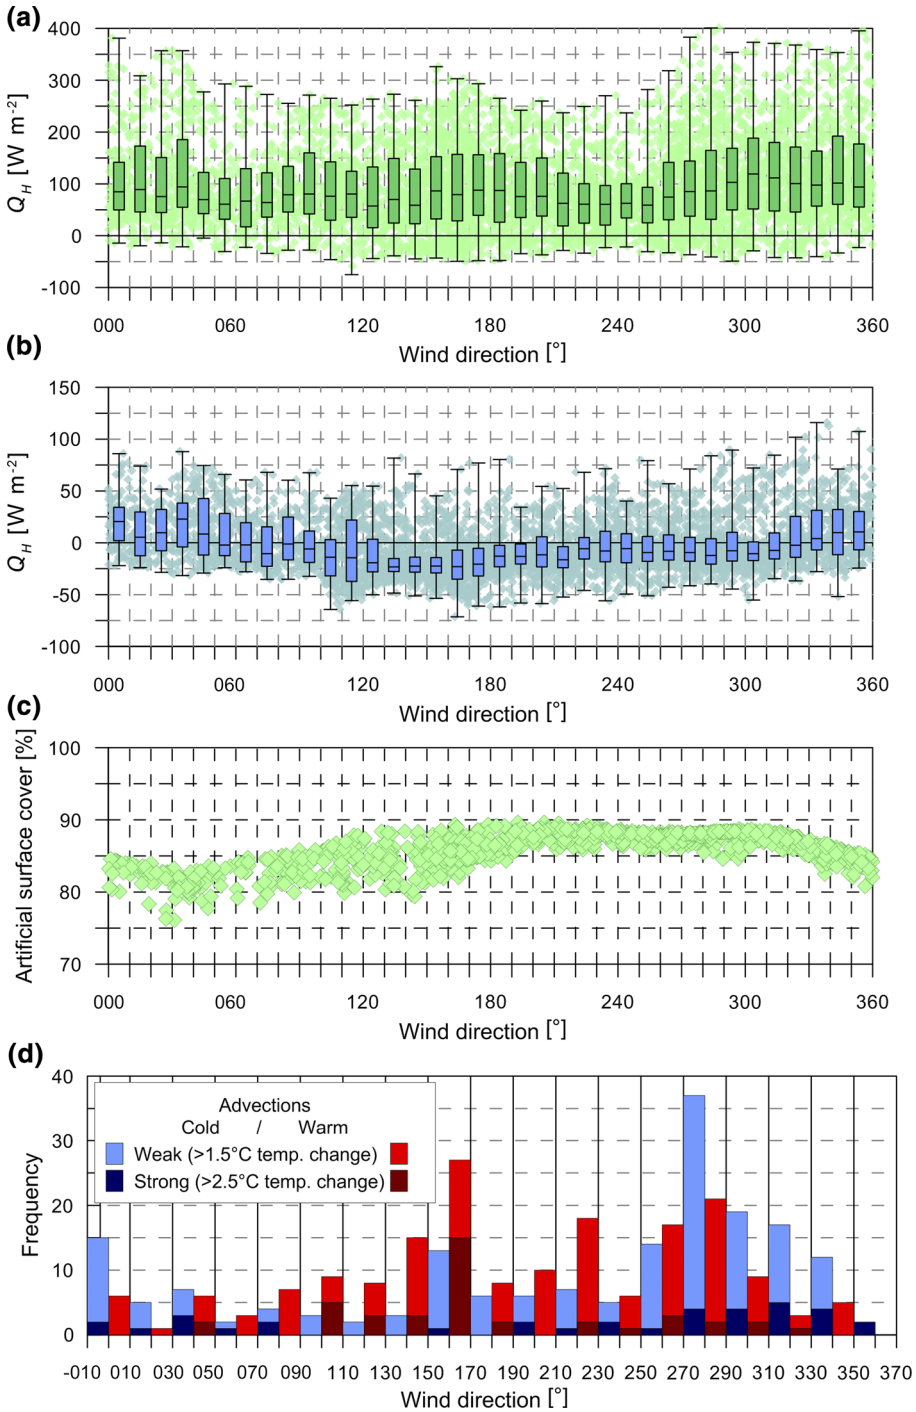 (a)
400
300
200
100
0
-100
Q_H [W m⁻²]
000 060 120 180 240 300 360
Wind direction [°]
(b)
150
100
50
0
-50
-100
Q_H [W m⁻²]
000 060 120 180 240 300 360
Wind direction [°]
(c)
100
90
80
70
Artificial surface cover [%]
000 060 120 180 240 300 360
Wind direction [°]
(d)
40
30
20
10
0
Frequency
Advections
Cold / Warm
Weak (>1.5°C temp. change)
Strong (>2.5°C temp. change)
-010 010 030 050 070 090 110 130 150 170 190 210 230 250 270 290 310 330 350 370
Wind direction [°]